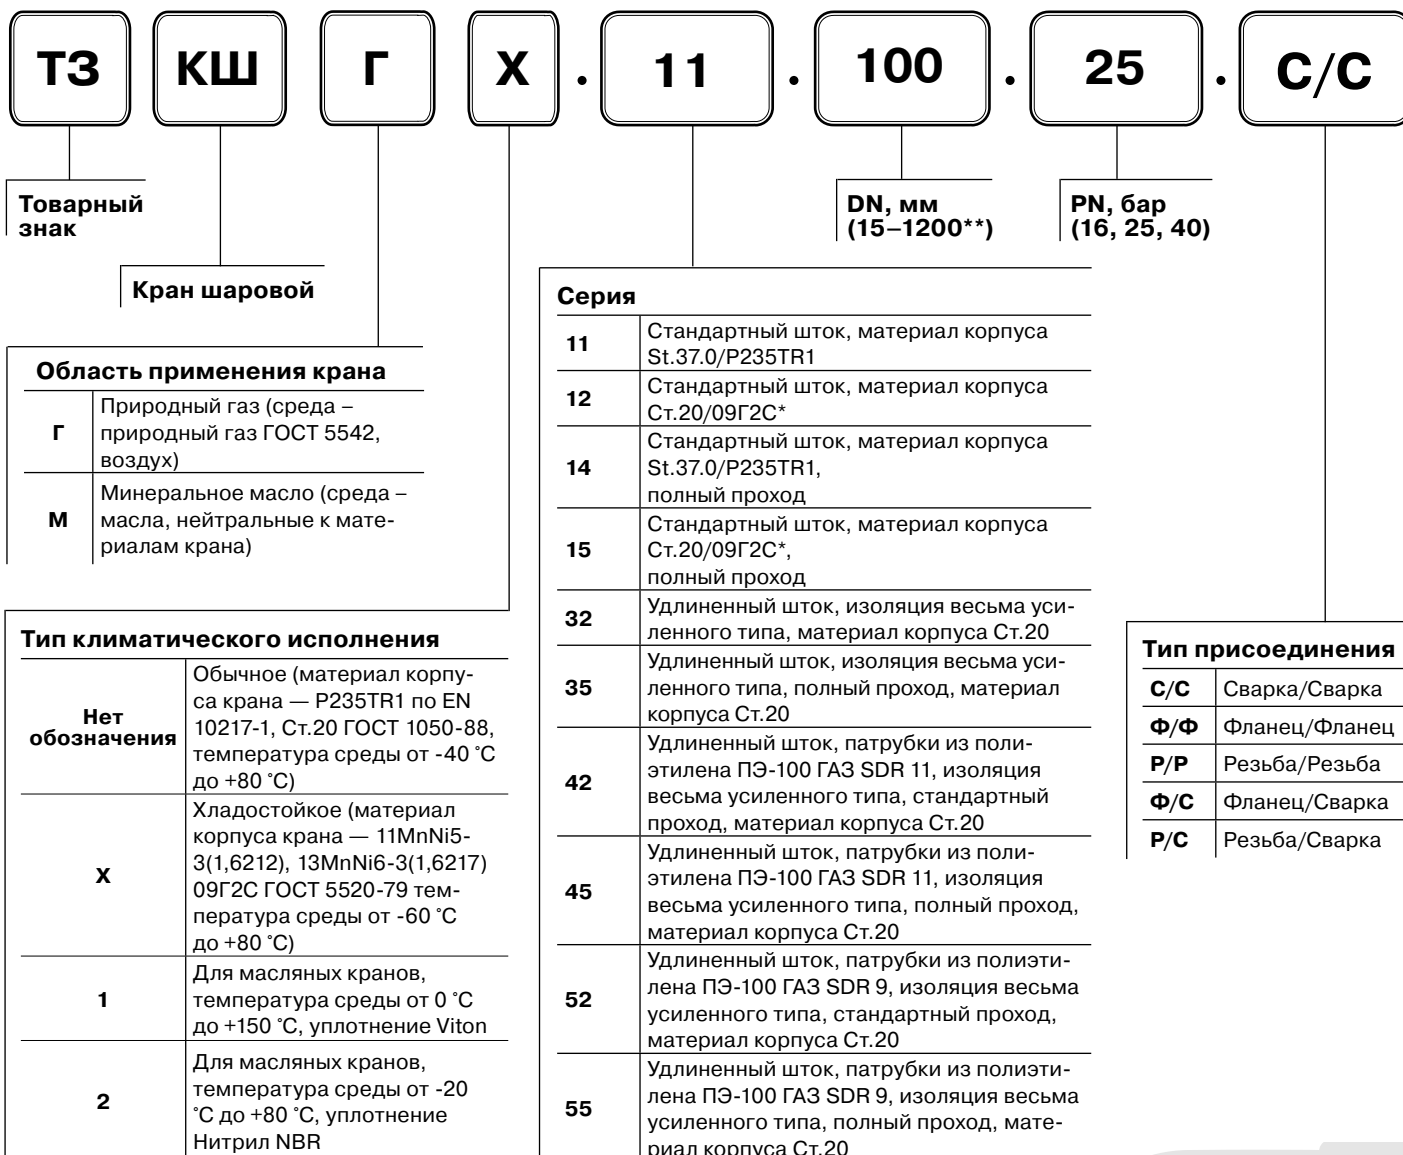 ТЗ КШ Г Х . 11 . 100 . 25 . С/С
Товарный
знак
Кран шаровой
DN, мм
(15–1200**)
PN, бар
(16, 25, 40)
Область применения крана
Г Природный газ (среда –
природный газ ГОСТ 5542,
воздух)
М Минеральное масло (среда –
масла, нейтральные к мате-
риалам крана)
Тип климатического исполнения
Нет
обозначения
Обычное (материал корпу-
са крана — P235TR1 по EN
10217-1, Ст.20 ГОСТ 1050-88,
температура среды от -40 °С
до +80 °С)
Х
Хладостойкое (материал
корпуса крана — 11MnNi5-
3(1,6212), 13MnNi6-3(1,6217)
09Г2С ГОСТ 5520-79 тем-
пература среды от -60 °С
до +80 °С)
1
Для масляных кранов,
температура среды от 0 °С
до +150 °С, уплотнение Viton
2
Для масляных кранов,
температура среды от -20
°С до +80 °С, уплотнение
Нитрил NBR
Серия
11
Стандартный шток, материал корпуса
St.37.0/P235TR1
12
Стандартный шток, материал корпуса
Ст.20/09Г2С*
14
Стандартный шток, материал корпуса
St.37.0/P235TR1,
полный проход
15
Стандартный шток, материал корпуса
Ст.20/09Г2С*,
полный проход
32
Удлиненный шток, изоляция весьма уси-
ленного типа, материал корпуса Ст.20
35
Удлиненный шток, изоляция весьма уси-
ленного типа, полный проход, материал
корпуса Ст.20
42
Удлиненный шток, патрубки из поли-
этилена ПЭ-100 ГАЗ SDR 11, изоляция
весьма усиленного типа, стандартный
проход, материал корпуса Ст.20
45
Удлиненный шток, патрубки из поли-
этилена ПЭ-100 ГАЗ SDR 11, изоляция
весьма усиленного типа, полный проход,
материал корпуса Ст.20
52
Удлиненный шток, патрубки из полиэти-
лена ПЭ-100 ГАЗ SDR 9, изоляция весьма
усиленного типа, стандартный проход,
материал корпуса Ст.20
55
Удлиненный шток, патрубки из полиэти-
лена ПЭ-100 ГАЗ SDR 9, изоляция весьма
усиленного типа, полный проход, мате-
риал корпуса Ст.20
Тип присоединения
С/С Сварка/Сварка
Ф/Ф Фланец/Фланец
Р/Р Резьба/Резьба
Ф/С Фланец/Сварка
Р/С Резьба/Сварка